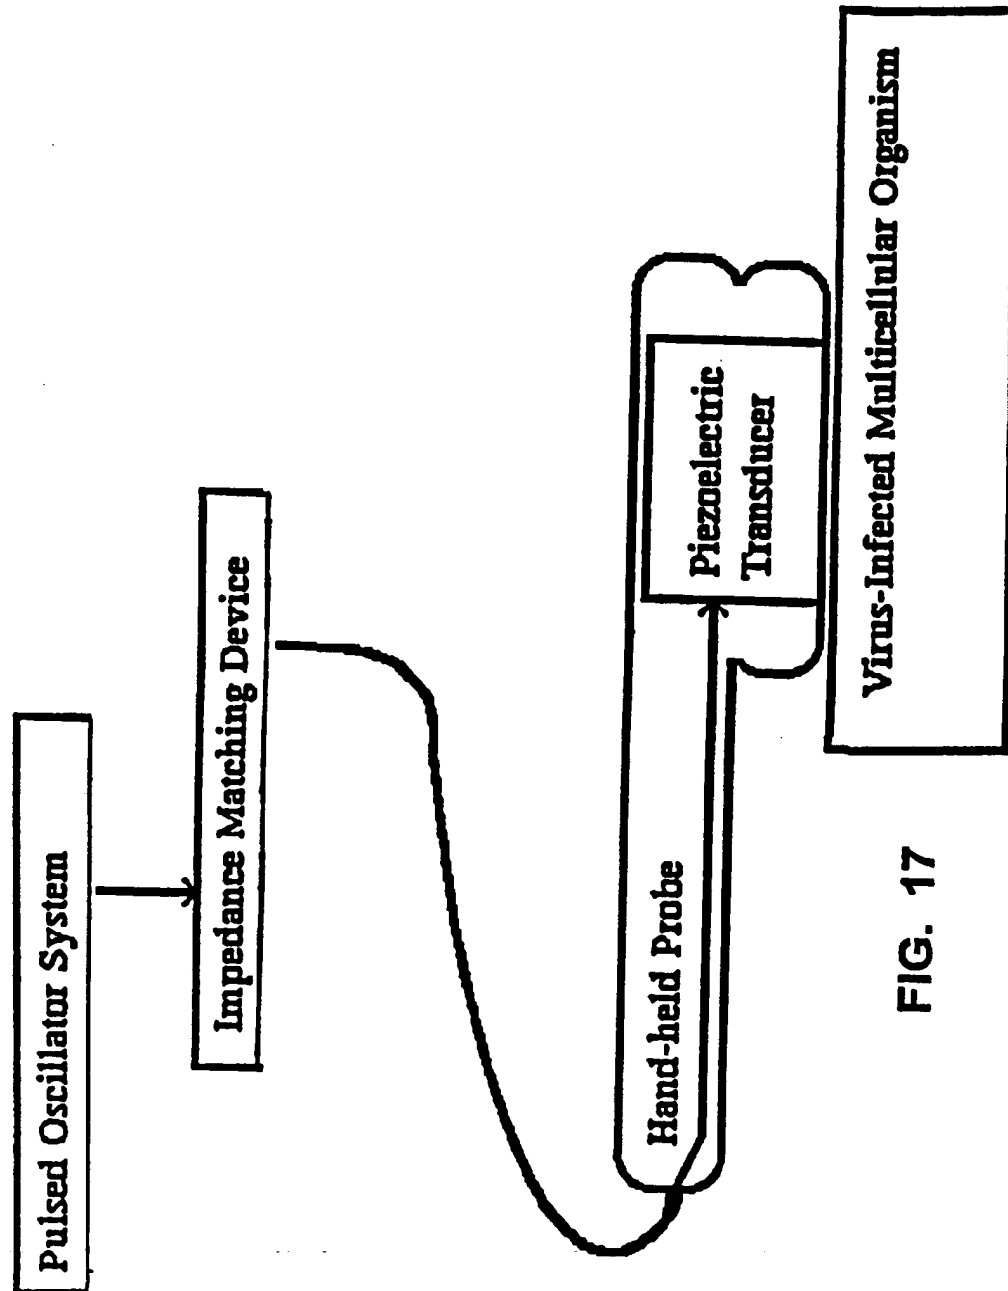 Pulsed Oscillator System
Impedance Matching Device
Hand-held Probe
Piezoelectric
Transducer
Virus-Infected Multicellular Organism
FIG. 17